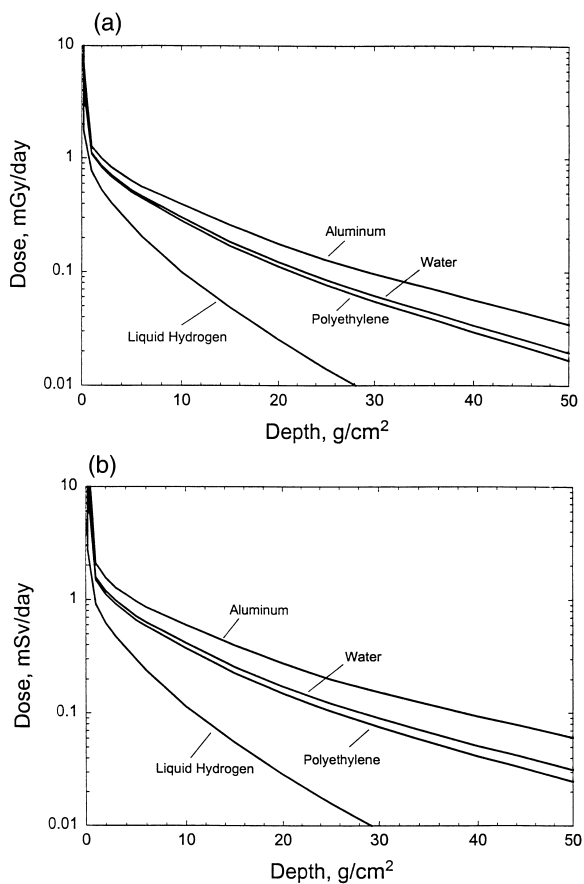 (a)
10
1
0.1
0.01
Dose, mGy/day
Aluminum
Water
Polyethylene
Liquid Hydrogen
0 10 20 30 40 50
Depth, g/cm²
(b)
10
1
0.1
0.01
Dose, mSv/day
Aluminum
Water
Polyethylene
Liquid Hydrogen
0 10 20 30 40 50
Depth, g/cm²